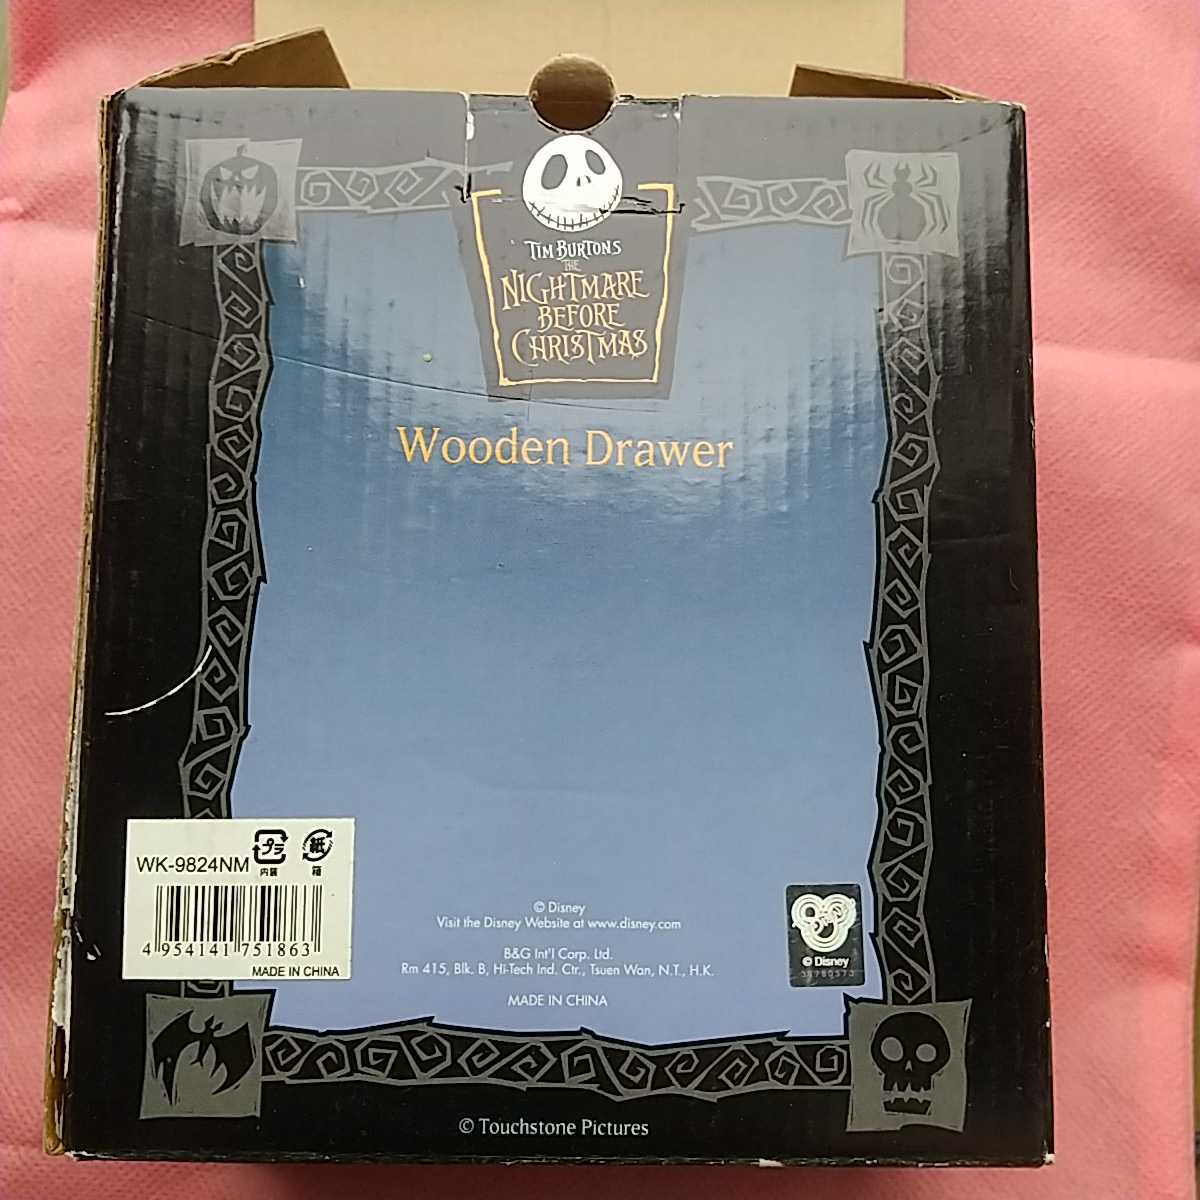 TIM BURTON'S
THE
NIGHTMARE
BEFORE
CHRISTMAS
Wooden Drawer
WK-9824NM
プラ
内装
紙
箱
4 954141 751863
MADE IN CHINA
© Disney
Visit the Disney Website at www.disney.com
B&G Int'l Corp. Ltd.
Rm 415, Blk. B, Hi-Tech Ind. Ctr., Tsuen Wan, N.T., H.K.
MADE IN CHINA
© Disney
© Touchstone Pictures